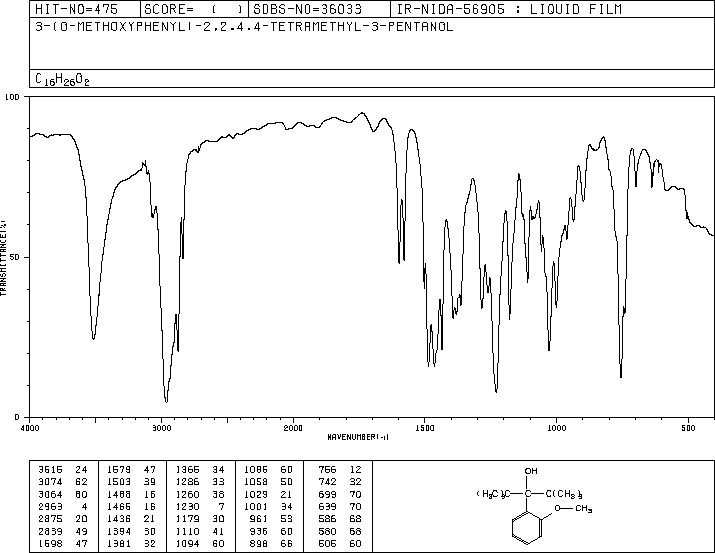 HIT-NO=475 SCORE= ( ) SDBS-NO=36033 IR-NIDA-56905 : LIQUID FILM
3-(O-METHOXYPHENYL)-2,2,4,4-TETRAMETHYL-3-PENTANOL
C16H26O2
100
50
0
TRANSMITTANCE(%)
4000 3000 2000 1500 1000 500
WAVENUMBER(-1)
3515 24 1579 47 1366 34 1086 60 756 12
3074 62 1503 39 1286 33 1058 50 742 32
3064 60 1488 16 1260 38 1029 21 699 70
2963 4 1465 16 1230 7 1001 34 639 70
2875 20 1436 21 1179 30 961 53 586 68
2839 49 1394 30 1110 41 936 60 580 68
1598 47 1381 32 1094 60 898 66 505 60
OH
(H3C)3C C C(CH3)3
O CH3